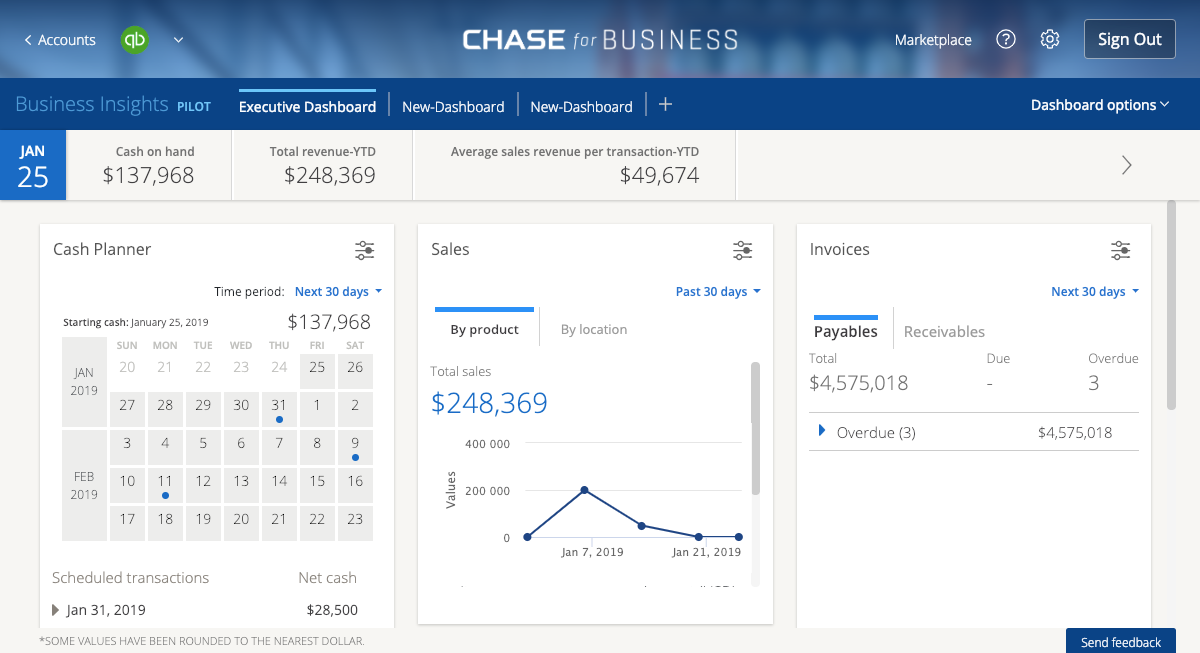 Accounts
qb
CHASE for BUSINESS
Marketplace
?
Sign Out
Business Insights PILOT
Executive Dashboard
New-Dashboard
New-Dashboard
+
Dashboard options
JAN
25
Cash on hand
$137,968
Total revenue-YTD
$248,369
Average sales revenue per transaction-YTD
$49,674
Cash Planner
Time period: Next 30 days
Starting cash: January 25, 2019
$137,968
SUN MON TUE WED THU FRI SAT
JAN
2019
20 21 22 23 24 25 26
27 28 29 30 31 1 2
FEB
2019
3 4 5 6 7 8 9
10 11 12 13 14 15 16
17 18 19 20 21 22 23
Scheduled transactions Net cash
Jan 31, 2019 $28,500
Sales
Past 30 days
By product By location
Total sales
$248,369
Values
400 000
200 000
0
Jan 7, 2019 Jan 21, 2019
Invoices
Next 30 days
Payables Receivables
Total Due Overdue
$4,575,018 - 3
Overdue (3) $4,575,018
*SOME VALUES HAVE BEEN ROUNDED TO THE NEAREST DOLLAR.
Send feedback